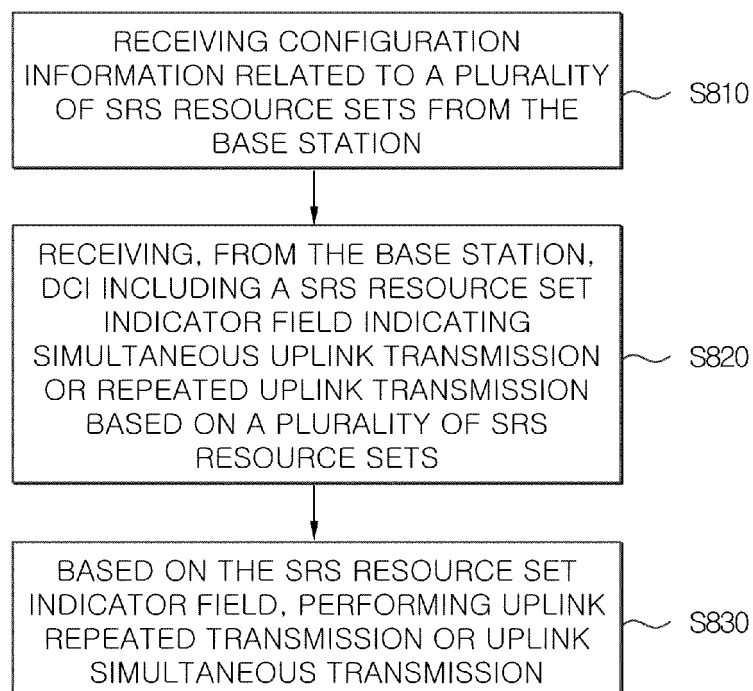 RECEIVING CONFIGURATION
INFORMATION RELATED TO A PLURALITY
OF SRS RESOURCE SETS FROM THE
BASE STATION
S810
RECEIVING, FROM THE BASE STATION,
DCI INCLUDING A SRS RESOURCE SET
INDICATOR FIELD INDICATING
SIMULTANEOUS UPLINK TRANSMISSION
OR REPEATED UPLINK TRANSMISSION
BASED ON A PLURALITY OF SRS
RESOURCE SETS
S820
BASED ON THE SRS RESOURCE SET
INDICATOR FIELD, PERFORMING UPLINK
REPEATED TRANSMISSION OR UPLINK
SIMULTANEOUS TRANSMISSION
S830